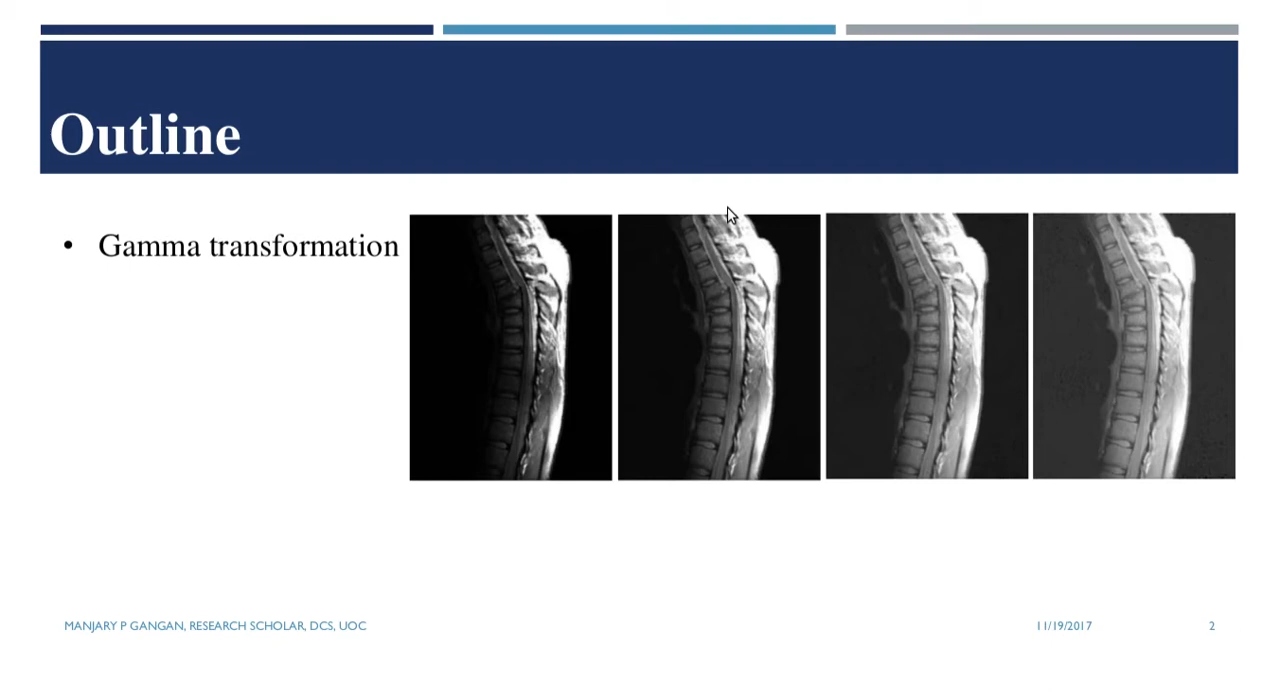 Outline
• Gamma transformation
MANJARY P GANGAN, RESEARCH SCHOLAR, DCS, UOC
11/19/2017
2